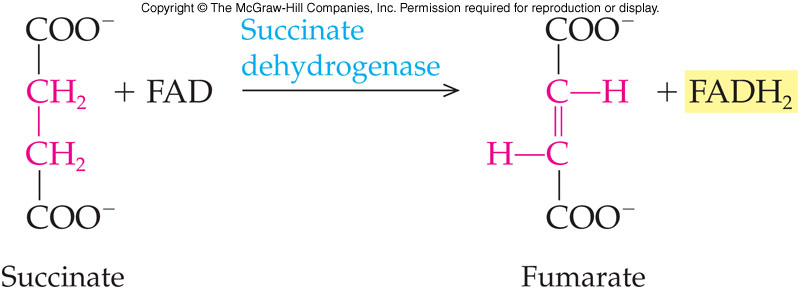 Copyright © The McGraw-Hill Companies, Inc. Permission required for reproduction or display.
COO⁻
CH₂
CH₂
COO⁻
+ FAD
Succinate
dehydrogenase
COO⁻
C—H
H—C
COO⁻
+ FADH₂
Succinate
Fumarate